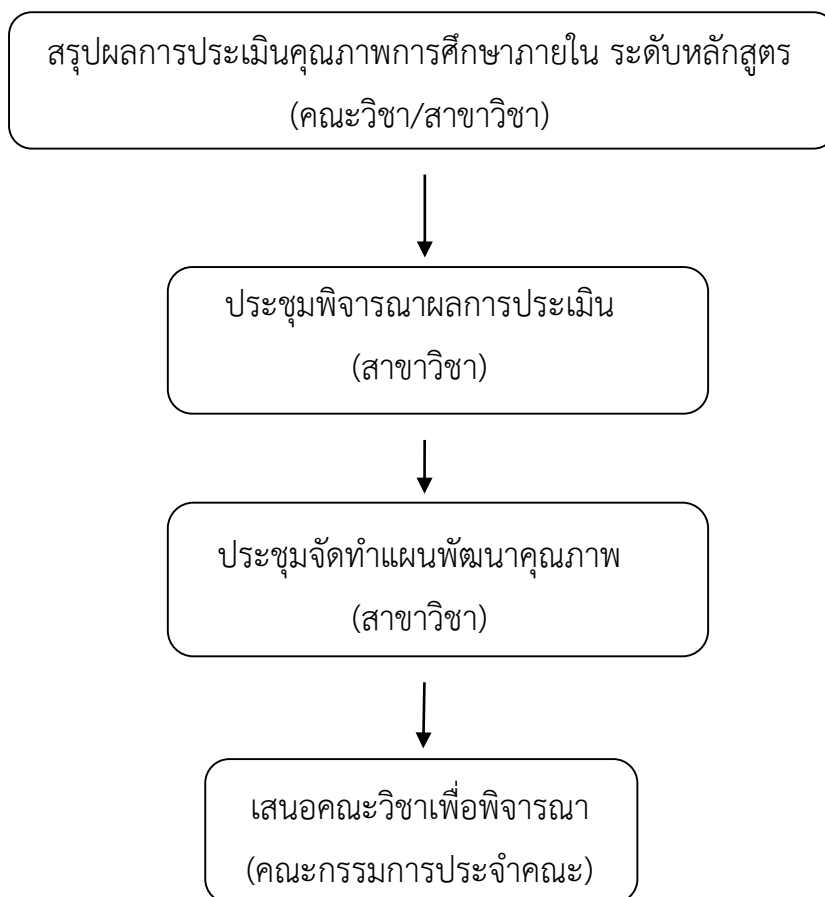 สรุปผลการประเมินคุณภาพการศึกษาภายใน ระดับหลักสูตร
(คณะวิชา/สาขาวิชา)
ประชุมพิจารณาผลการประเมิน
(สาขาวิชา)
ประชุมจัดทำแผนพัฒนาคุณภาพ
(สาขาวิชา)
เสนอคณะวิชาเพื่อพิจารณา
(คณะกรรมการประจำคณะ)